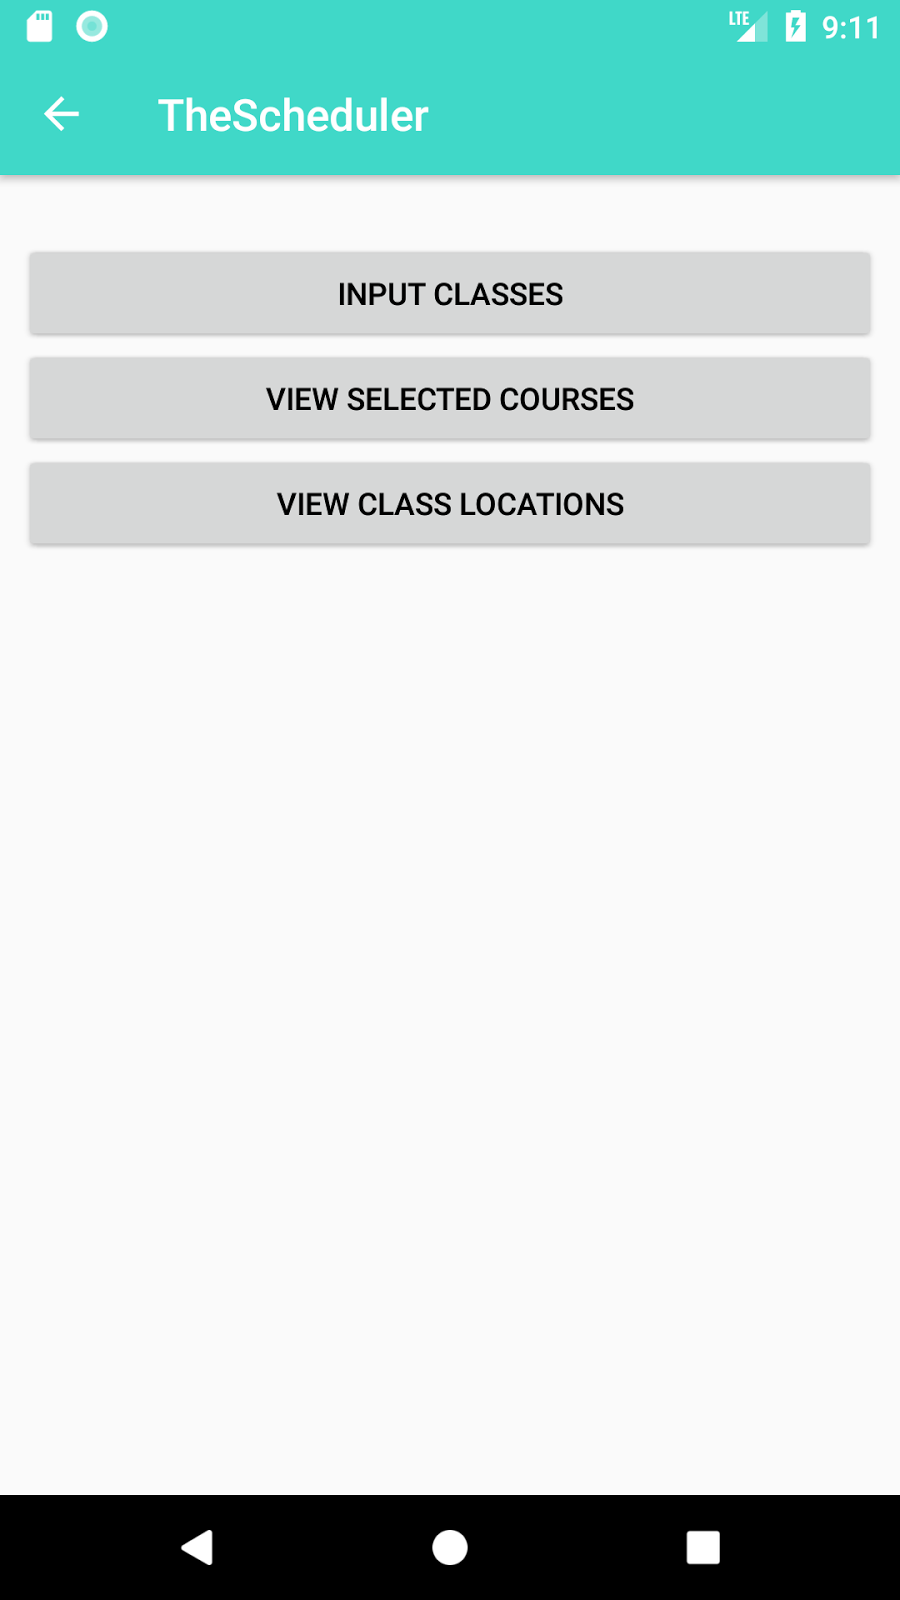 LTE 9:11
TheScheduler
INPUT CLASSES
VIEW SELECTED COURSES
VIEW CLASS LOCATIONS